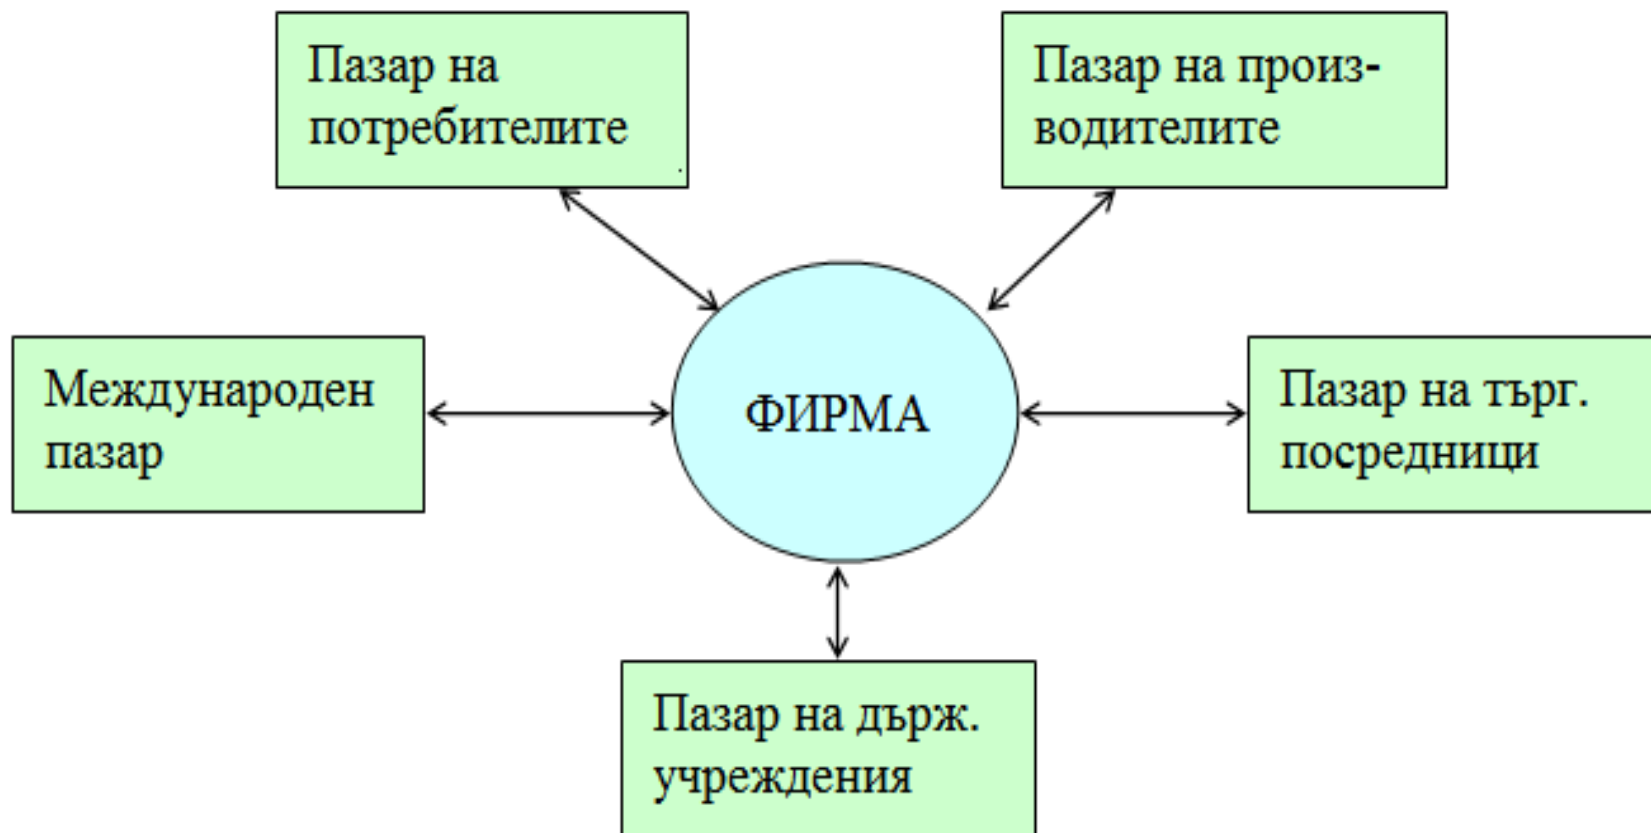 Пазар на
потребителите
Пазар на произ-
водителите
Международен
пазар
ФИРМА
Пазар на търг.
посредници
Пазар на държ.
учреждения